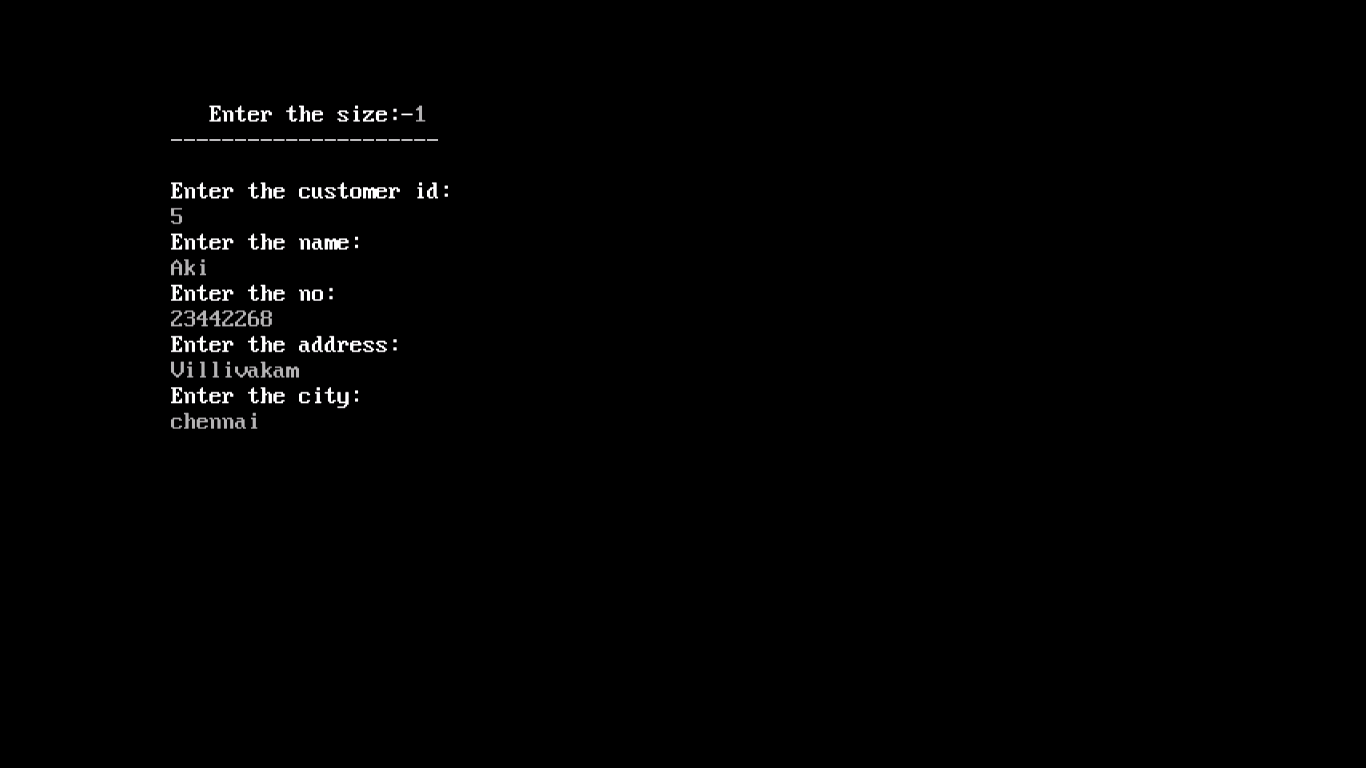 Enter the size:-1
---------------------
Enter the customer id:
5
Enter the name:
Aki
Enter the no:
23442268
Enter the address:
Villivakam
Enter the city:
chennai